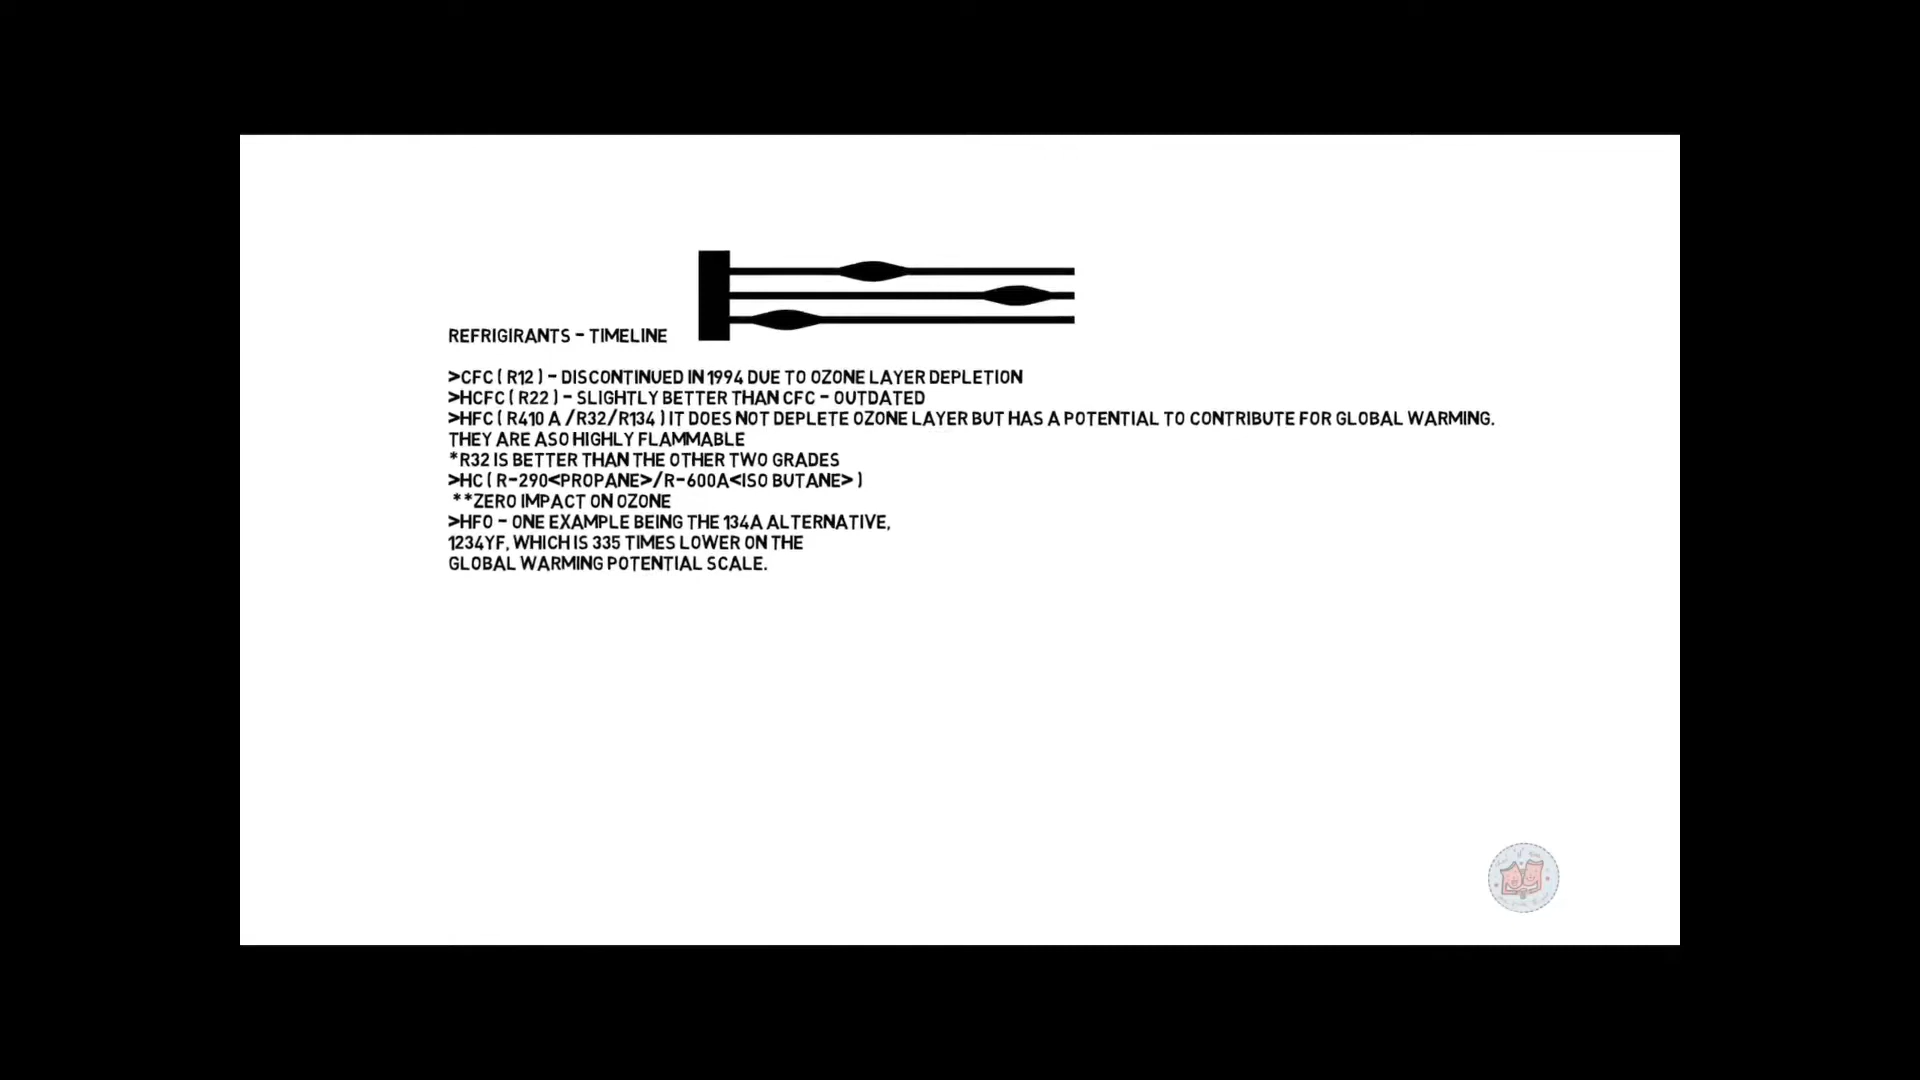 REFRIGIRANTS - TIMELINE
>CFC ( R12 ) - DISCONTINUED IN 1994 DUE TO OZONE LAYER DEPLETION
>HCFC ( R22 ) - SLIGHTLY BETTER THAN CFC - OUTDATED
>HFC ( R410 A /R32/R134 ) IT DOES NOT DEPLETE OZONE LAYER BUT HAS A POTENTIAL TO CONTRIBUTE FOR GLOBAL WARMING.
THEY ARE ASO HIGHLY FLAMMABLE
*R32 IS BETTER THAN THE OTHER TWO GRADES
>HC ( R-290<PROPANE>/R-600A<ISO BUTANE> )
**ZERO IMPACT ON OZONE
>HFO - ONE EXAMPLE BEING THE 134A ALTERNATIVE,
1234YF, WHICH IS 335 TIMES LOWER ON THE
GLOBAL WARMING POTENTIAL SCALE.